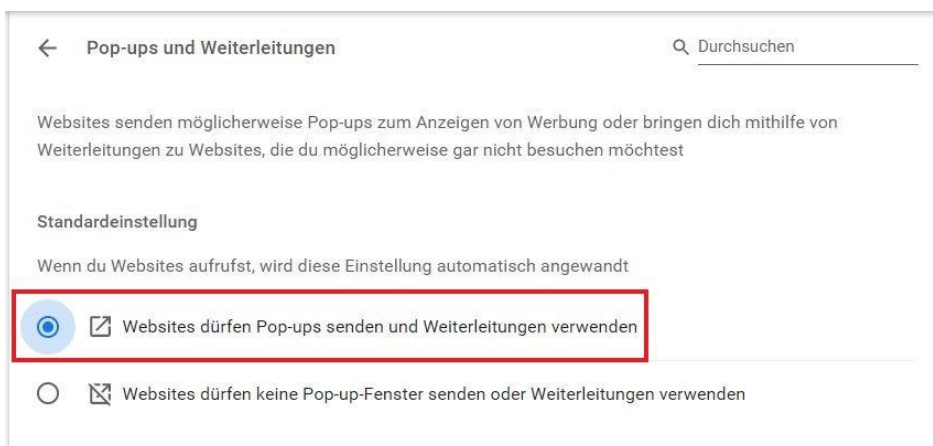 Pop-ups und Weiterleitungen
Durchsuchen
Websites senden möglicherweise Pop-ups zum Anzeigen von Werbung oder bringen dich mithilfe von
Weiterleitungen zu Websites, die du möglicherweise gar nicht besuchen möchtest
Standardeinstellung
Wenn du Websites aufrufst, wird diese Einstellung automatisch angewandt
Websites dürfen Pop-ups senden und Weiterleitungen verwenden
Websites dürfen keine Pop-up-Fenster senden oder Weiterleitungen verwenden